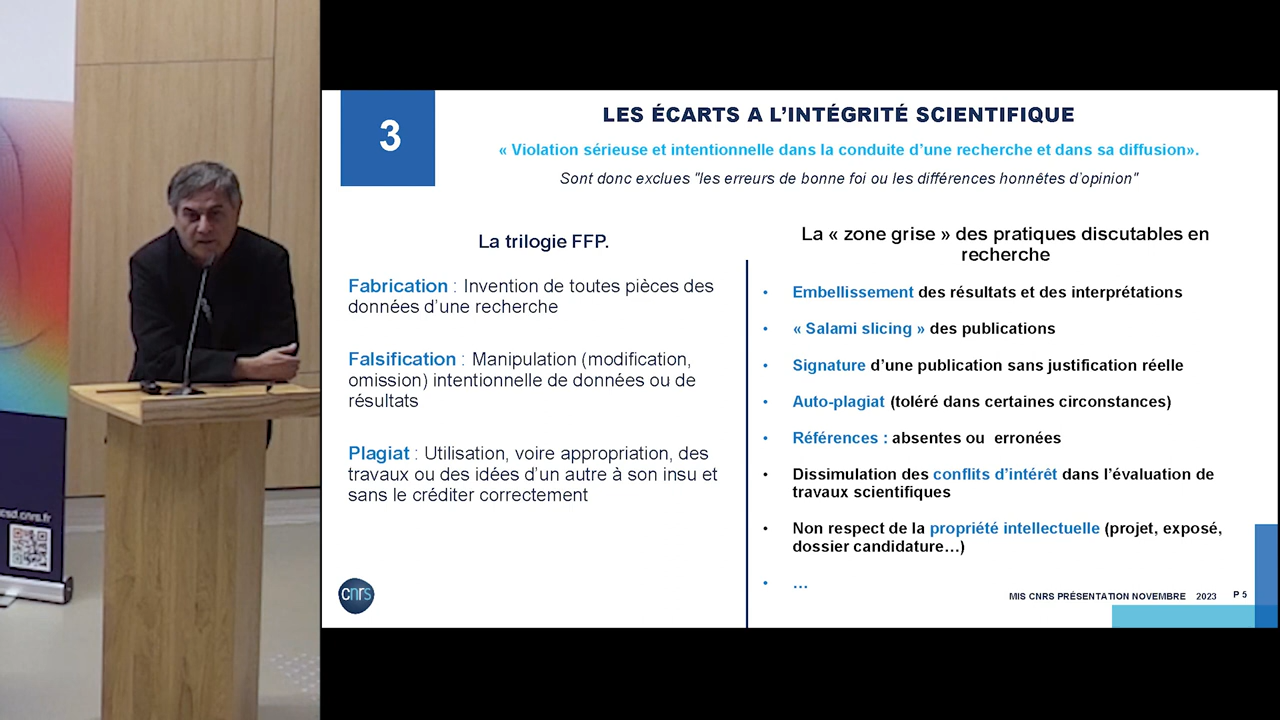 3
LES ÉCARTS A L’INTÉGRITÉ SCIENTIFIQUE
« Violation sérieuse et intentionnelle dans la conduite d’une recherche et dans sa diffusion».
Sont donc exclues "les erreurs de bonne foi ou les différences honnêtes d’opinion"
La trilogie FFP.
Fabrication : Invention de toutes pièces des
données d’une recherche
Falsification : Manipulation (modification,
omission) intentionnelle de données ou de
résultats
Plagiat : Utilisation, voire appropriation, des
travaux ou des idées d’un autre à son insu et
sans le créditer correctement
La « zone grise » des pratiques discutables en
recherche
• Embellissement des résultats et des interprétations
• « Salami slicing » des publications
• Signature d’une publication sans justification réelle
• Auto-plagiat (toléré dans certaines circonstances)
• Références : absentes ou  erronées
• Dissimulation des conflits d’intérêt dans l’évaluation de
travaux scientifiques
• Non respect de la propriété intellectuelle (projet, exposé,
dossier candidature…)
• …
cnrs
MIS CNRS PRÉSENTATION NOVEMBRE 2023 P 5
csd.cnrs.fr